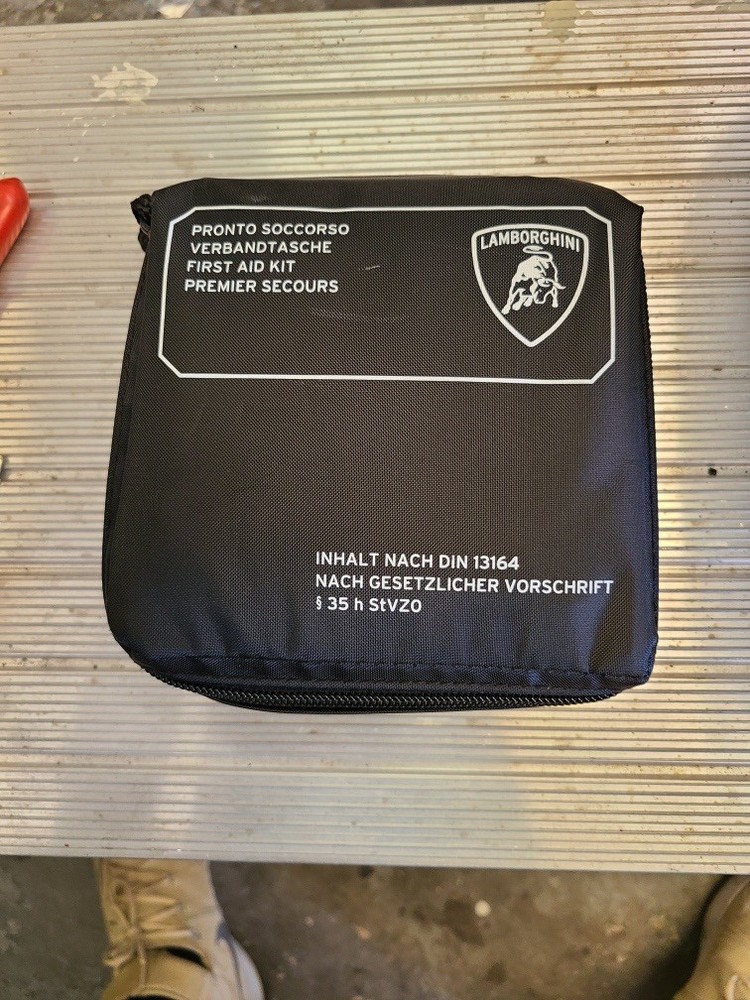 PRONTO SOCCORSO
VERBANDTASCHE
FIRST AID KIT
PREMIER SECOURS
LAMBORGHINI
INHALT NACH DIN 13164
NACH GESETZLICHER VORSCHRIFT
§ 35 h StVZO